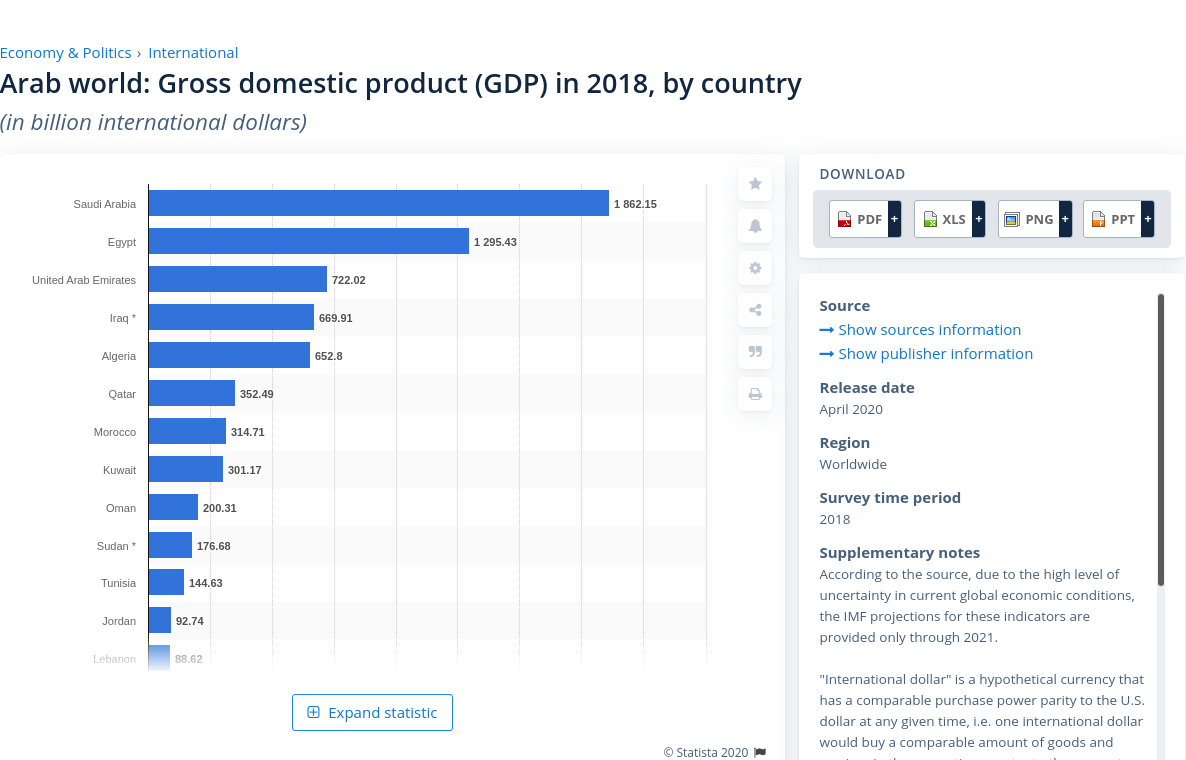 Economy & Politics › International
Arab world: Gross domestic product (GDP) in 2018, by country
(in billion international dollars)
Saudi Arabia 1 862.15
Egypt 1 295.43
United Arab Emirates 722.02
Iraq * 669.91
Algeria 652.8
Qatar 352.49
Morocco 314.71
Kuwait 301.17
Oman 200.31
Sudan * 176.68
Tunisia 144.63
Jordan 92.74
Lebanon 88.62
Expand statistic
© Statista 2020
DOWNLOAD
PDF + XLS + PNG + PPT +
Source
Show sources information
Show publisher information
Release date
April 2020
Region
Worldwide
Survey time period
2018
Supplementary notes
According to the source, due to the high level of
uncertainty in current global economic conditions,
the IMF projections for these indicators are
provided only through 2021.
"International dollar" is a hypothetical currency that
has a comparable purchase power parity to the U.S.
dollar at any given time, i.e. one international dollar
would buy a comparable amount of goods and